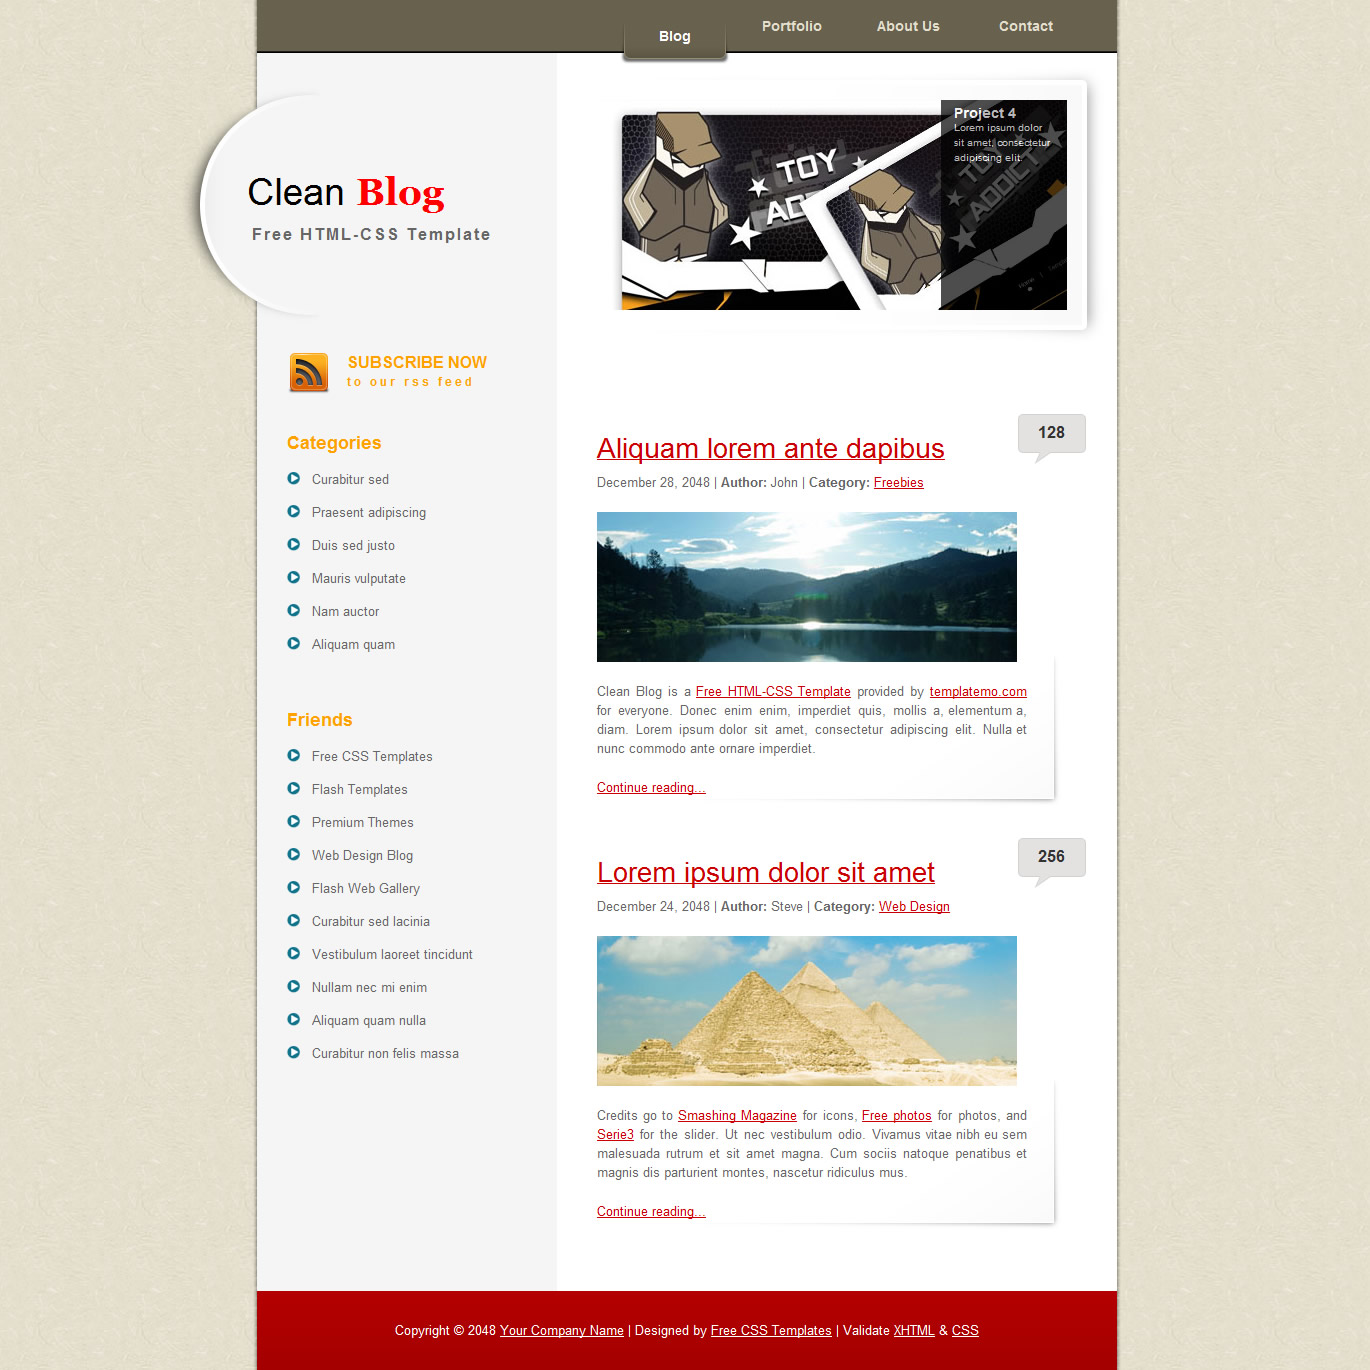 Blog
Portfolio
About Us
Contact
Clean Blog
Free HTML-CSS Template
TOY
Project 4
Lorem ipsum dolor
sit amet, consectetur
adipiscing elit.
TOY
ADDICT
SUBSCRIBE NOW
to our rss feed
Categories
Curabitur sed
Praesent adipiscing
Duis sed justo
Mauris vulputate
Nam auctor
Aliquam quam
Friends
Free CSS Templates
Flash Templates
Premium Themes
Web Design Blog
Flash Web Gallery
Curabitur sed lacinia
Vestibulum laoreet tincidunt
Nullam nec mi enim
Aliquam quam nulla
Curabitur non felis massa
128
Aliquam lorem ante dapibus
December 28, 2048 | Author: John | Category: Freebies
Clean Blog is a Free HTML-CSS Template provided by templatemo.com
for everyone. Donec enim enim, imperdiet quis, mollis a, elementum a,
diam. Lorem ipsum dolor sit amet, consectetur adipiscing elit. Nulla et
nunc commodo ante ornare imperdiet.
Continue reading...
256
Lorem ipsum dolor sit amet
December 24, 2048 | Author: Steve | Category: Web Design
Credits go to Smashing Magazine for icons, Free photos for photos, and
Serie3 for the slider. Ut nec vestibulum odio. Vivamus vitae nibh eu sem
malesuada rutrum et sit amet magna. Cum sociis natoque penatibus et
magnis dis parturient montes, nascetur ridiculus mus.
Continue reading...
Copyright © 2048 Your Company Name | Designed by Free CSS Templates | Validate XHTML & CSS